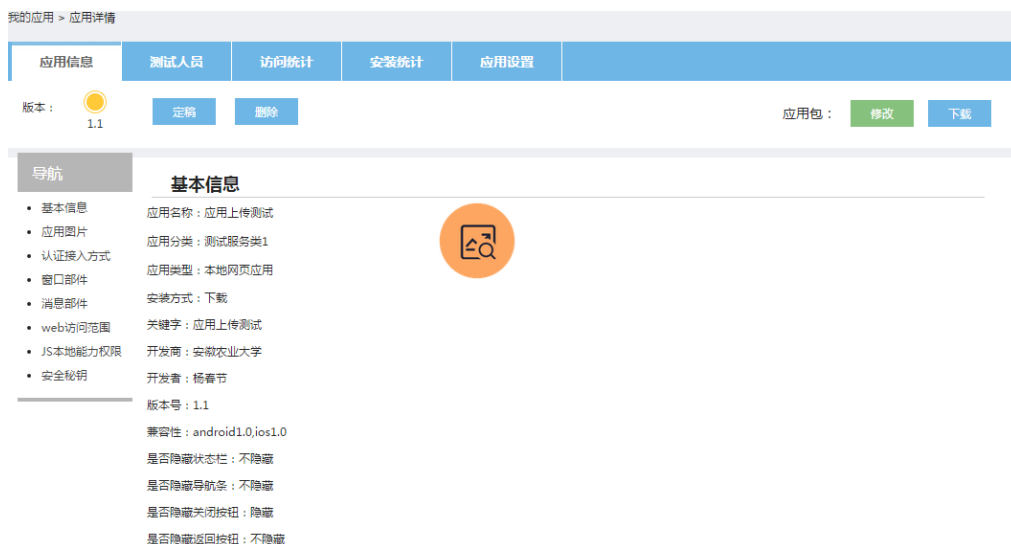 我的应用 > 应用详情
应用信息 测试人员 访问统计 安装统计 应用设置
版本： 1.1 定稿 删除 应用包： 修改 下载
导航
基本信息
应用图片
认证接入方式
窗口部件
消息部件
web访问范围
JS本地能力权限
安全秘钥
基本信息
应用名称：应用上传测试
应用分类：测试服务类1
应用类型：本地网页应用
安装方式：下载
关键字：应用上传测试
开发商：安徽农业大学
开发者：杨春节
版本号：1.1
兼容性：android1.0,ios1.0
是否隐藏状态栏：不隐藏
是否隐藏导航条：不隐藏
是否隐藏关闭按钮：隐藏
是否隐藏返回按钮：不隐藏